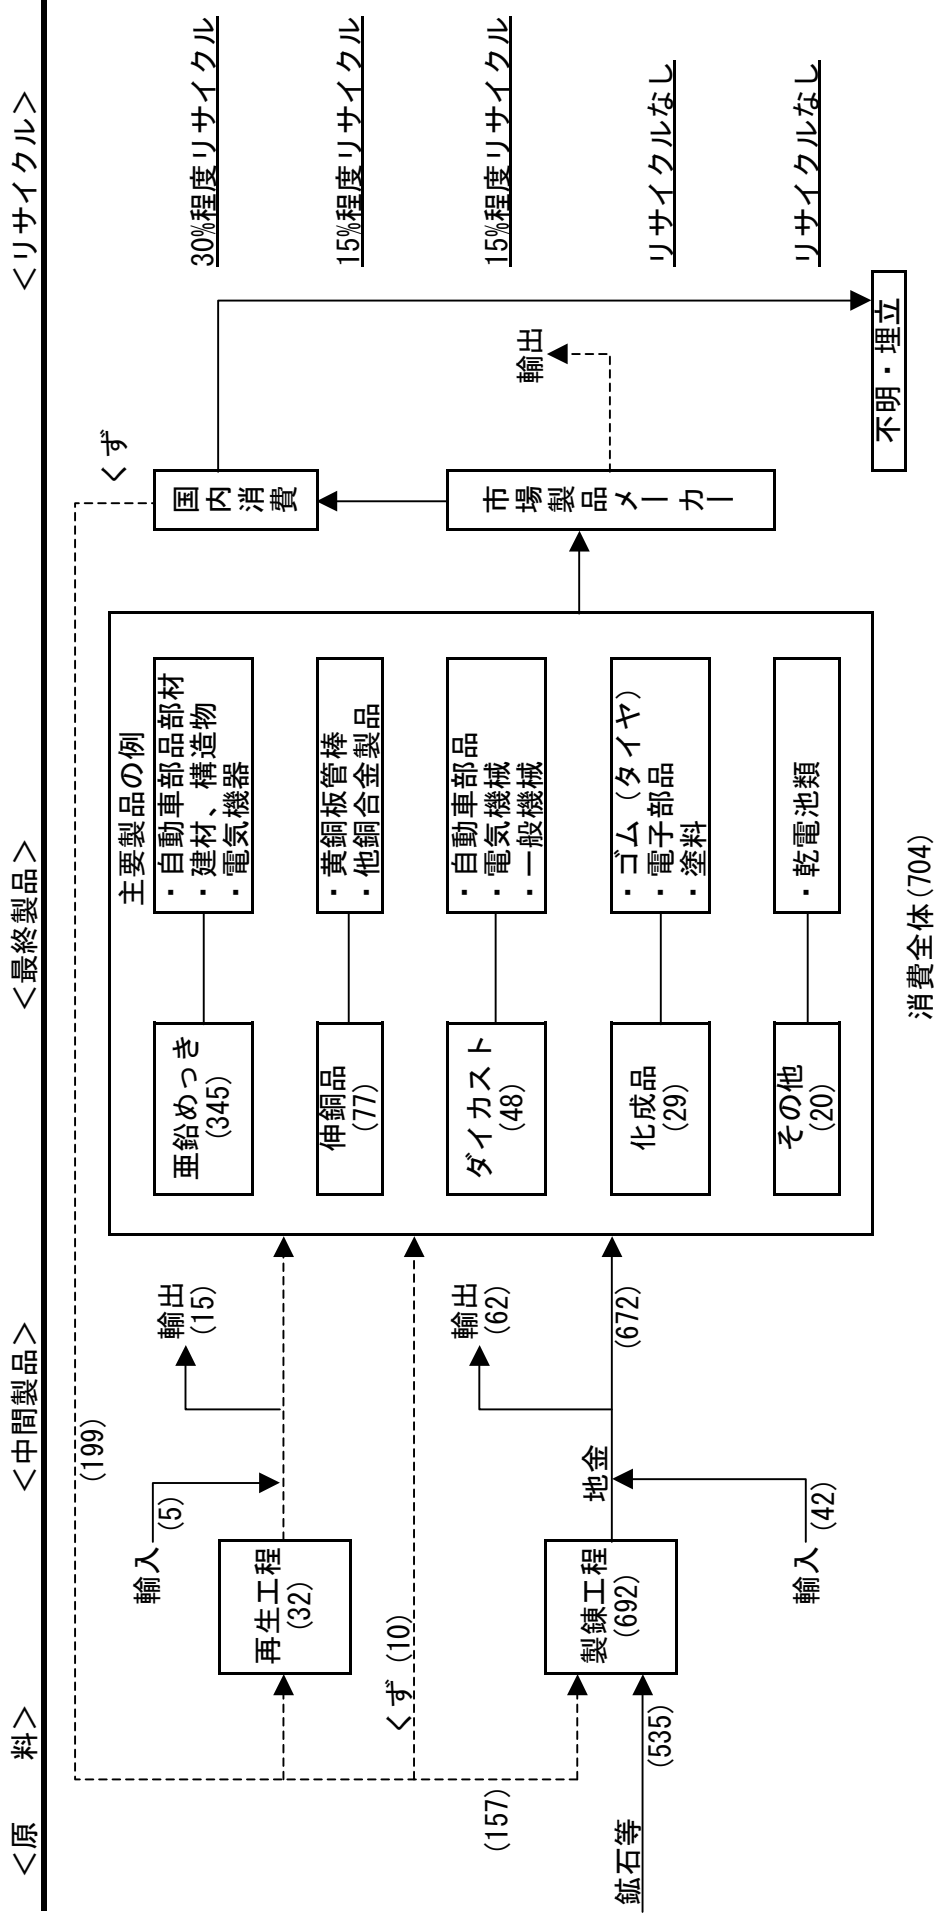 ＜原　料＞
＜中間製品＞
＜最終製品＞
＜リサイクル＞
(199)
くず
輸入
(5)
輸出
(15)
再生工程
(32)
くず(10)
輸出
(62)
製錬工程
(692)
地金
(672)
(157)
鉱石等
(535)
輸入
(42)
主要製品の例
亜鉛めっき
(345)
・自動車部品部材
・建材、構造物
・電気機器
伸銅品
(77)
・黄銅板管棒
・他銅合金製品
ダイカスト
(48)
・自動車部品
・電気機械
・一般機械
化成品
(29)
・ゴム(タイヤ)
・電子部品
・塗料
その他
(20)
・乾電池類
消費全体(704)
国内消費
市場製品メーカー
輸出
不明・埋立
30%程度リサイクル
15%程度リサイクル
15%程度リサイクル
リサイクルなし
リサイクルなし